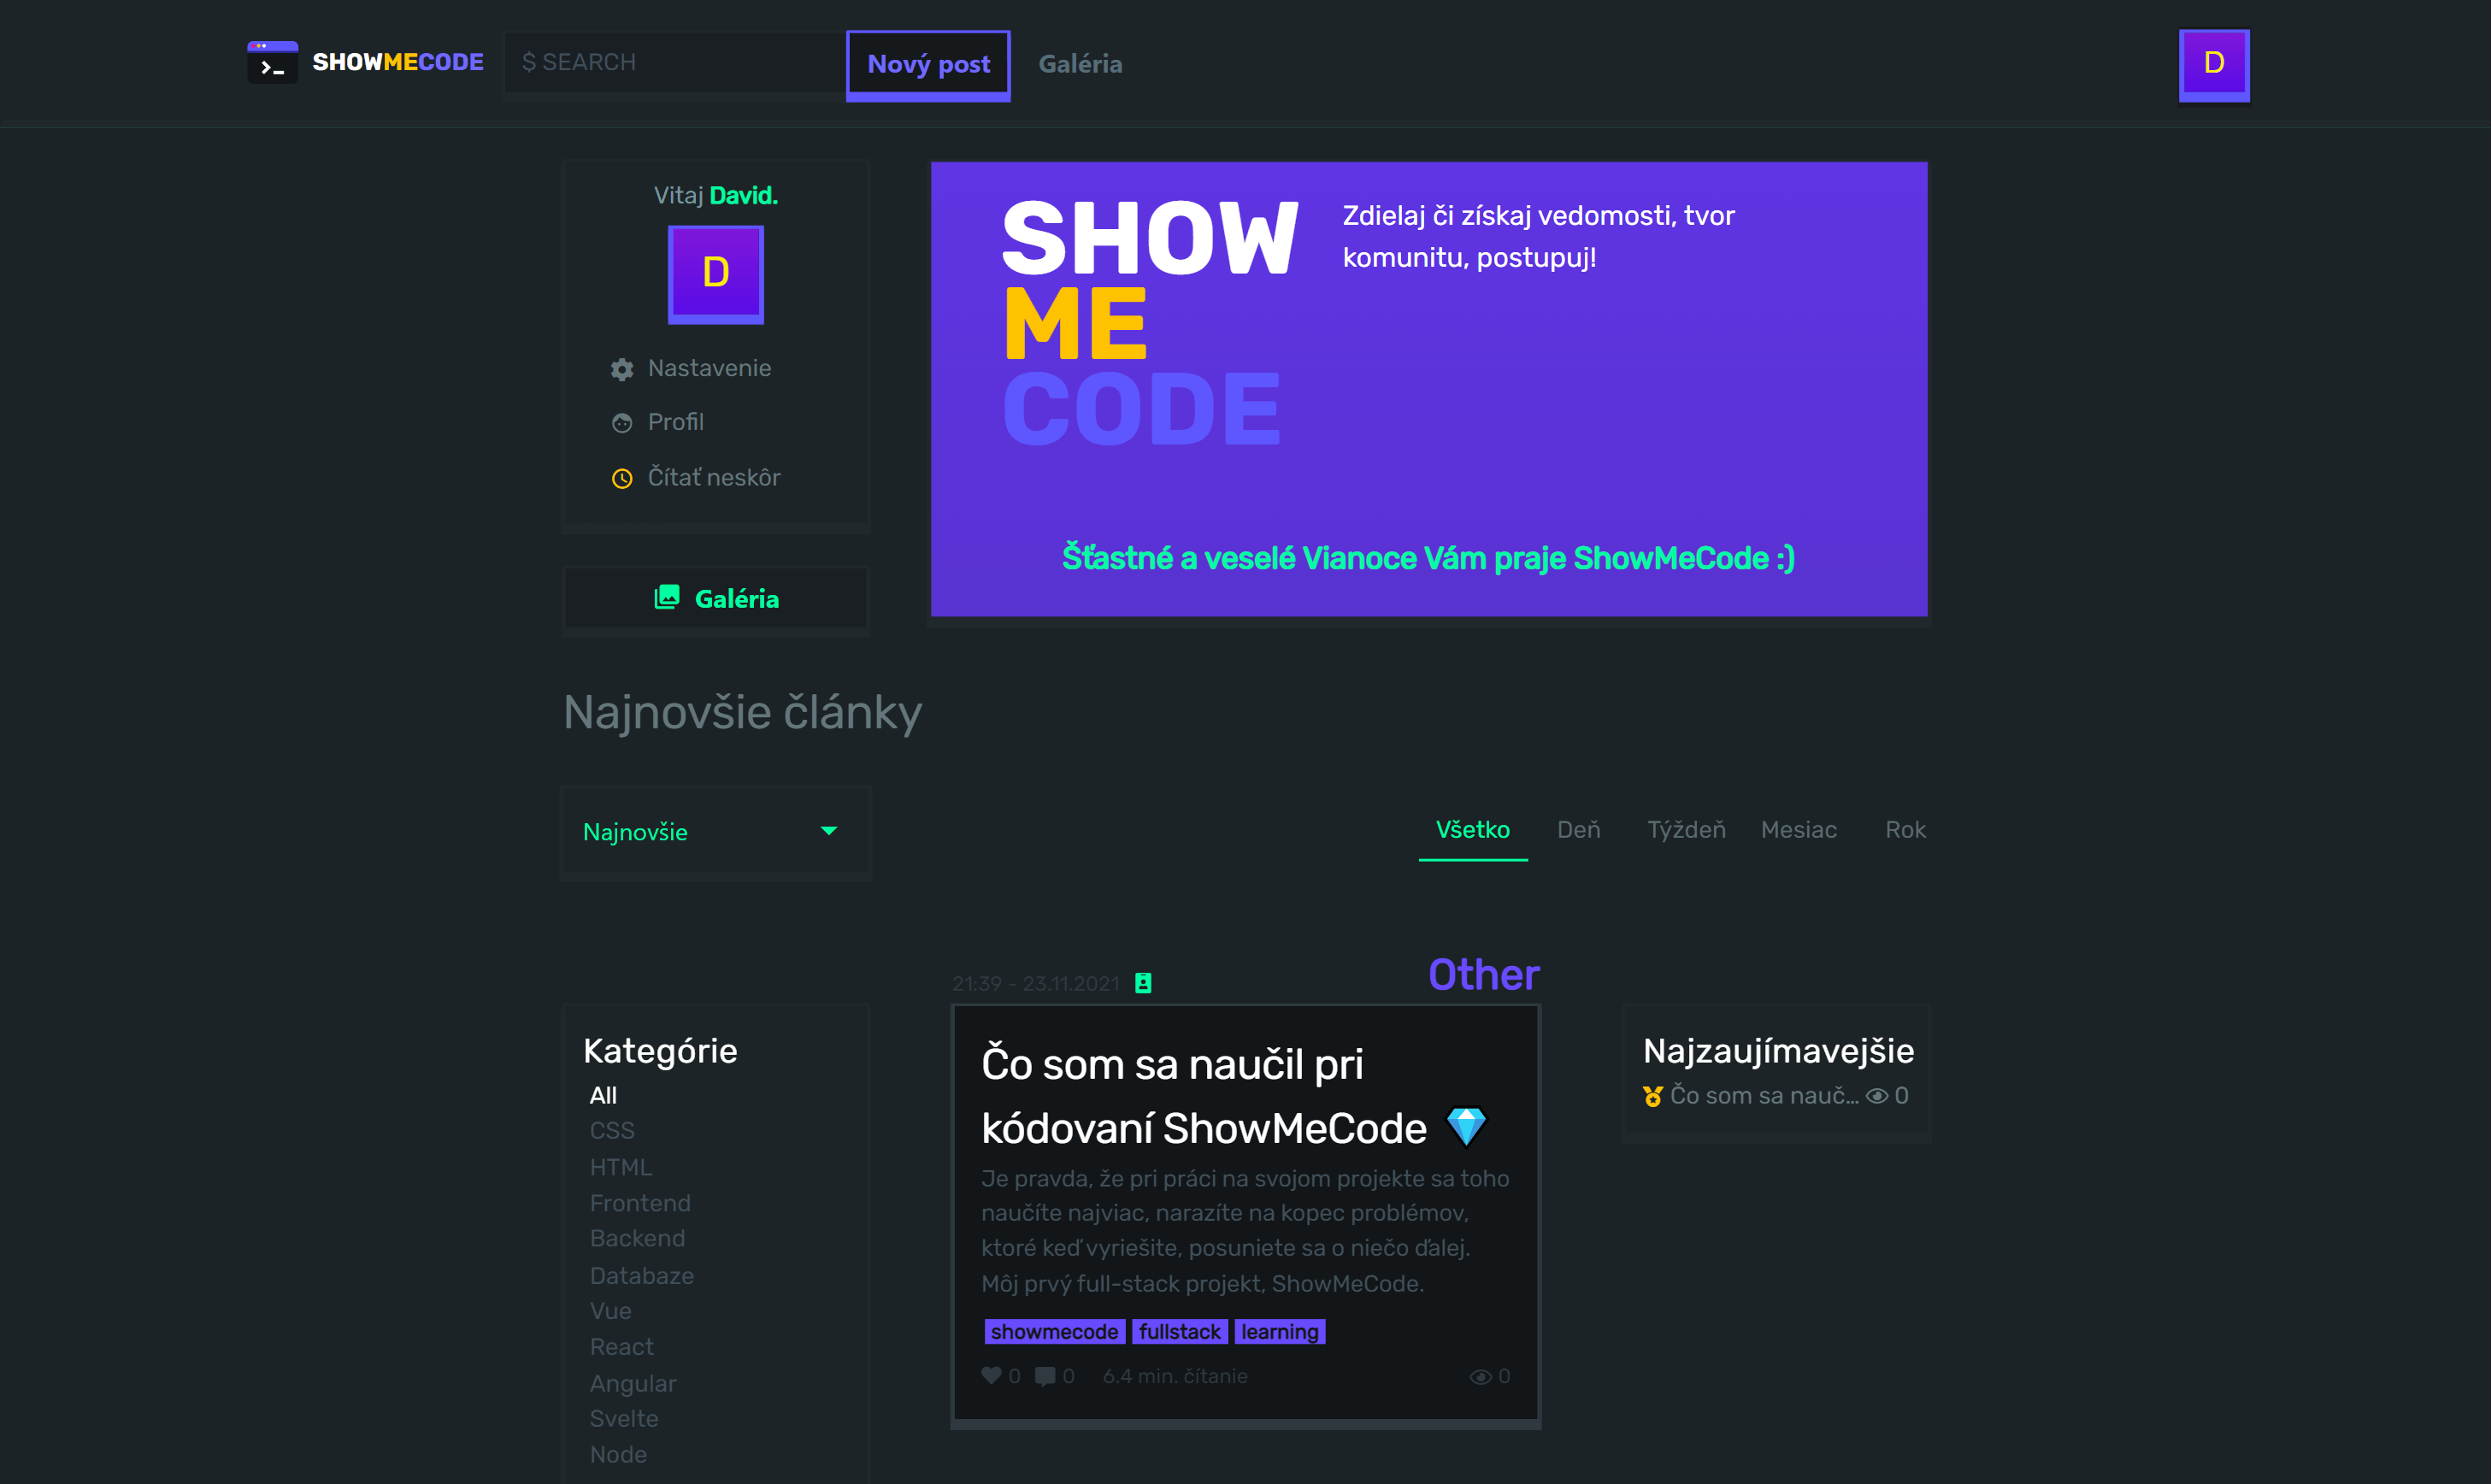 SHOWMECODE
$ SEARCH
Nový post
Galéria
D
Vitaj David.
D
Nastavenie
Profil
Čítať neskôr
Galéria
SHOW
ME
CODE
Zdielaj či získaj vedomosti, tvor
komunitu, postupuj!
Šťastné a veselé Vianoce Vám praje ShowMeCode :)
Najnovšie články
Najnovšie
Všetko
Deň
Týždeň
Mesiac
Rok
Kategórie
All
CSS
HTML
Frontend
Backend
Databaze
Vue
React
Angular
Svelte
Node
21:39 - 23.11.2021
Other
Čo som sa naučil pri
kódovaní ShowMeCode
Je pravda, že pri práci na svojom projekte sa toho
naučíte najviac, narazíte na kopec problémov,
ktoré keď vyriešite, posuniete sa o niečo ďalej.
Môj prvý full-stack projekt, ShowMeCode.
showmecode fullstack learning
0 0 6.4 min. čítanie 0
Najzaujímavejšie
Čo som sa nauč... 0